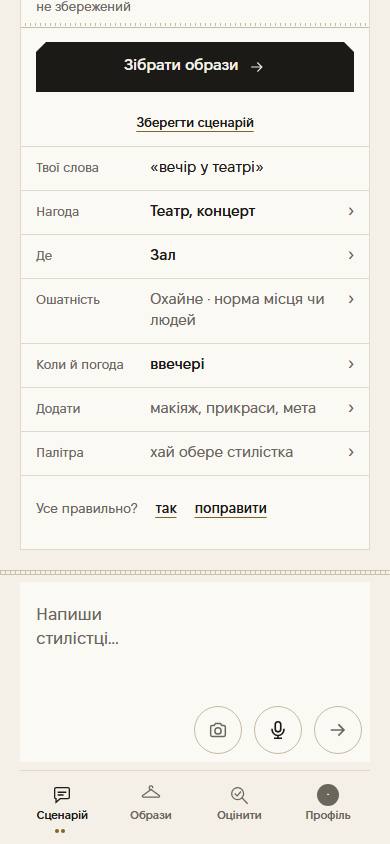 не збережений
Зібрати образи →
Зберегти сценарій
Твої слова «вечір у театрі»
Нагода Театр, концерт ›
Де Зал ›
Ошатність Охайне · норма місця чи ›
людей
Коли й погода ввечері ›
Додати макіяж, прикраси, мета ›
Палітра хай обере стилістка ›
Усе правильно? так поправити
Напиши
стилістці...
Сценарій Образи Оцінити Профіль